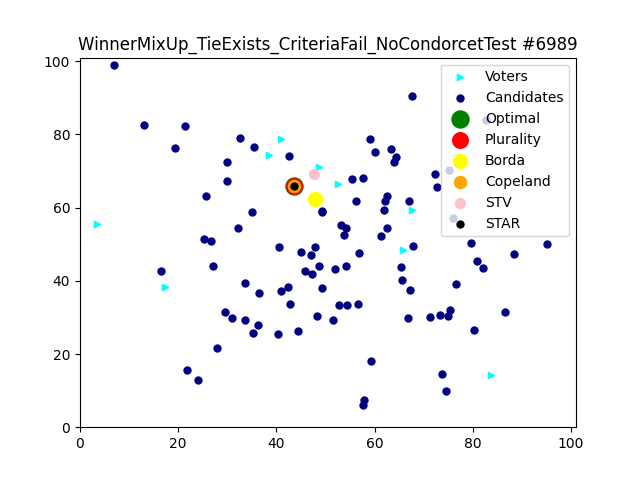 WinnerMixUp_TieExists_CriteriaFail_NoCondorcetTest #6989
100
80
60
40
20
0
0
20
40
60
80
100
Voters
Candidates
Optimal
Plurality
Borda
Copeland
STV
STAR